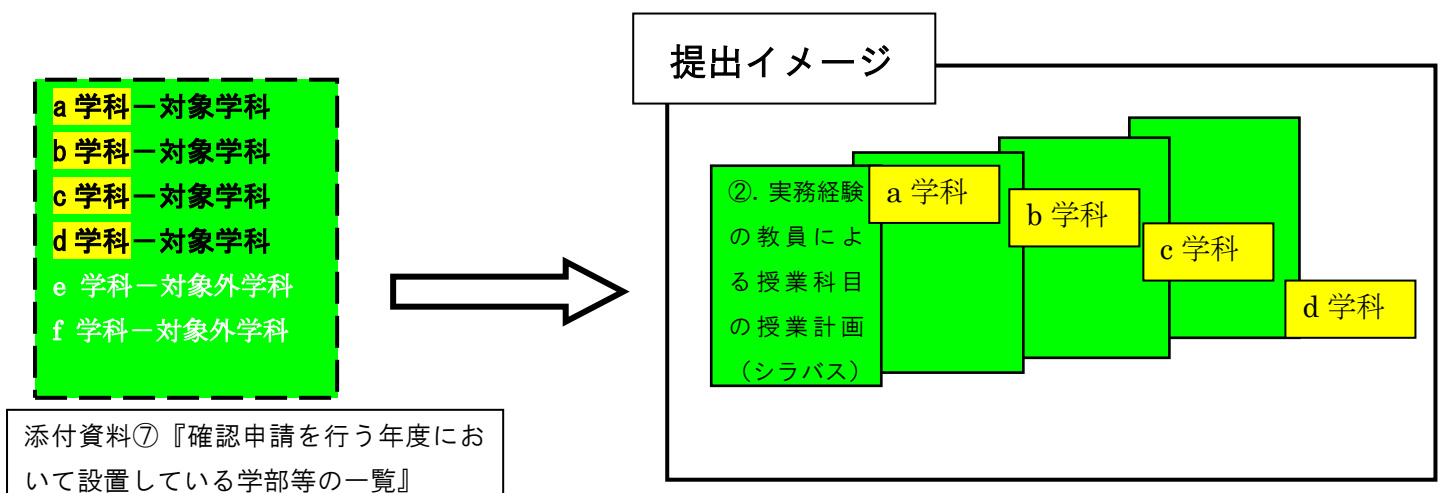 提出イメージ
a 学科－対象学科
b 学科－対象学科
c 学科－対象学科
d 学科－対象学科
e 学科－対象外学科
f 学科－対象外学科
添付資料⑦『確認申請を行う年度にお
いて設置している学部等の一覧』
②. 実務経験
の教員によ
る授業科目
の授業計画
（シラバス）
a 学科
b 学科
c 学科
d 学科